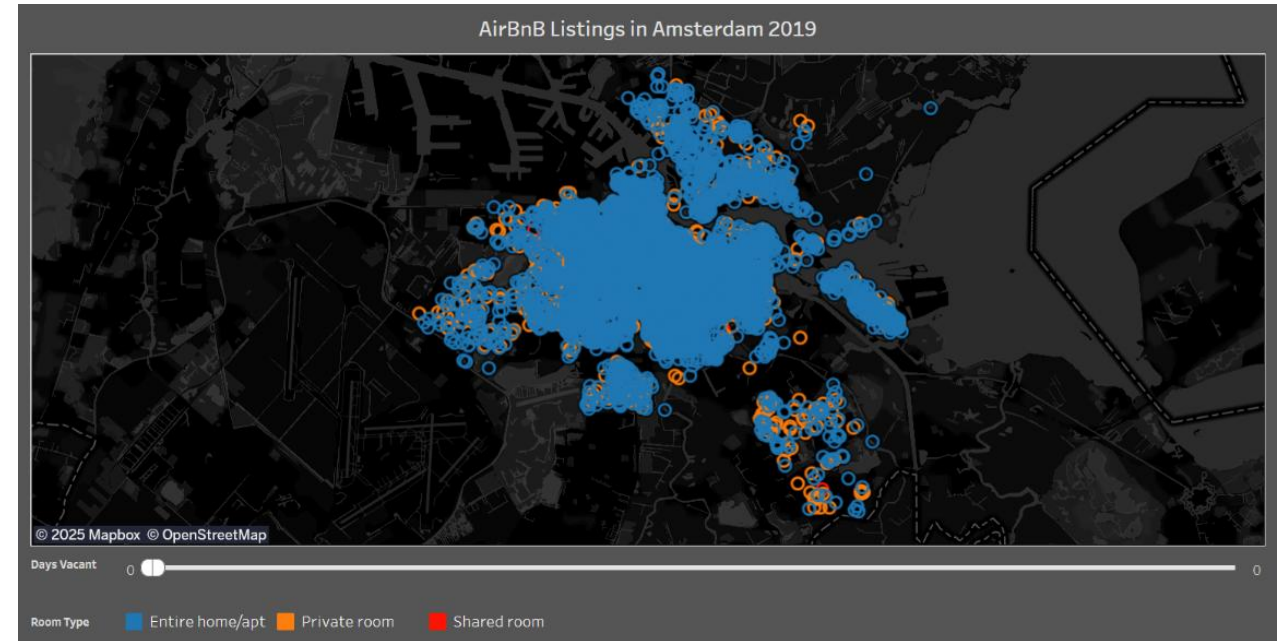 AirBnB Listings in Amsterdam 2019
© 2025 Mapbox © OpenStreetMap
Days Vacant 0 0
Room Type Entire home/apt Private room Shared room